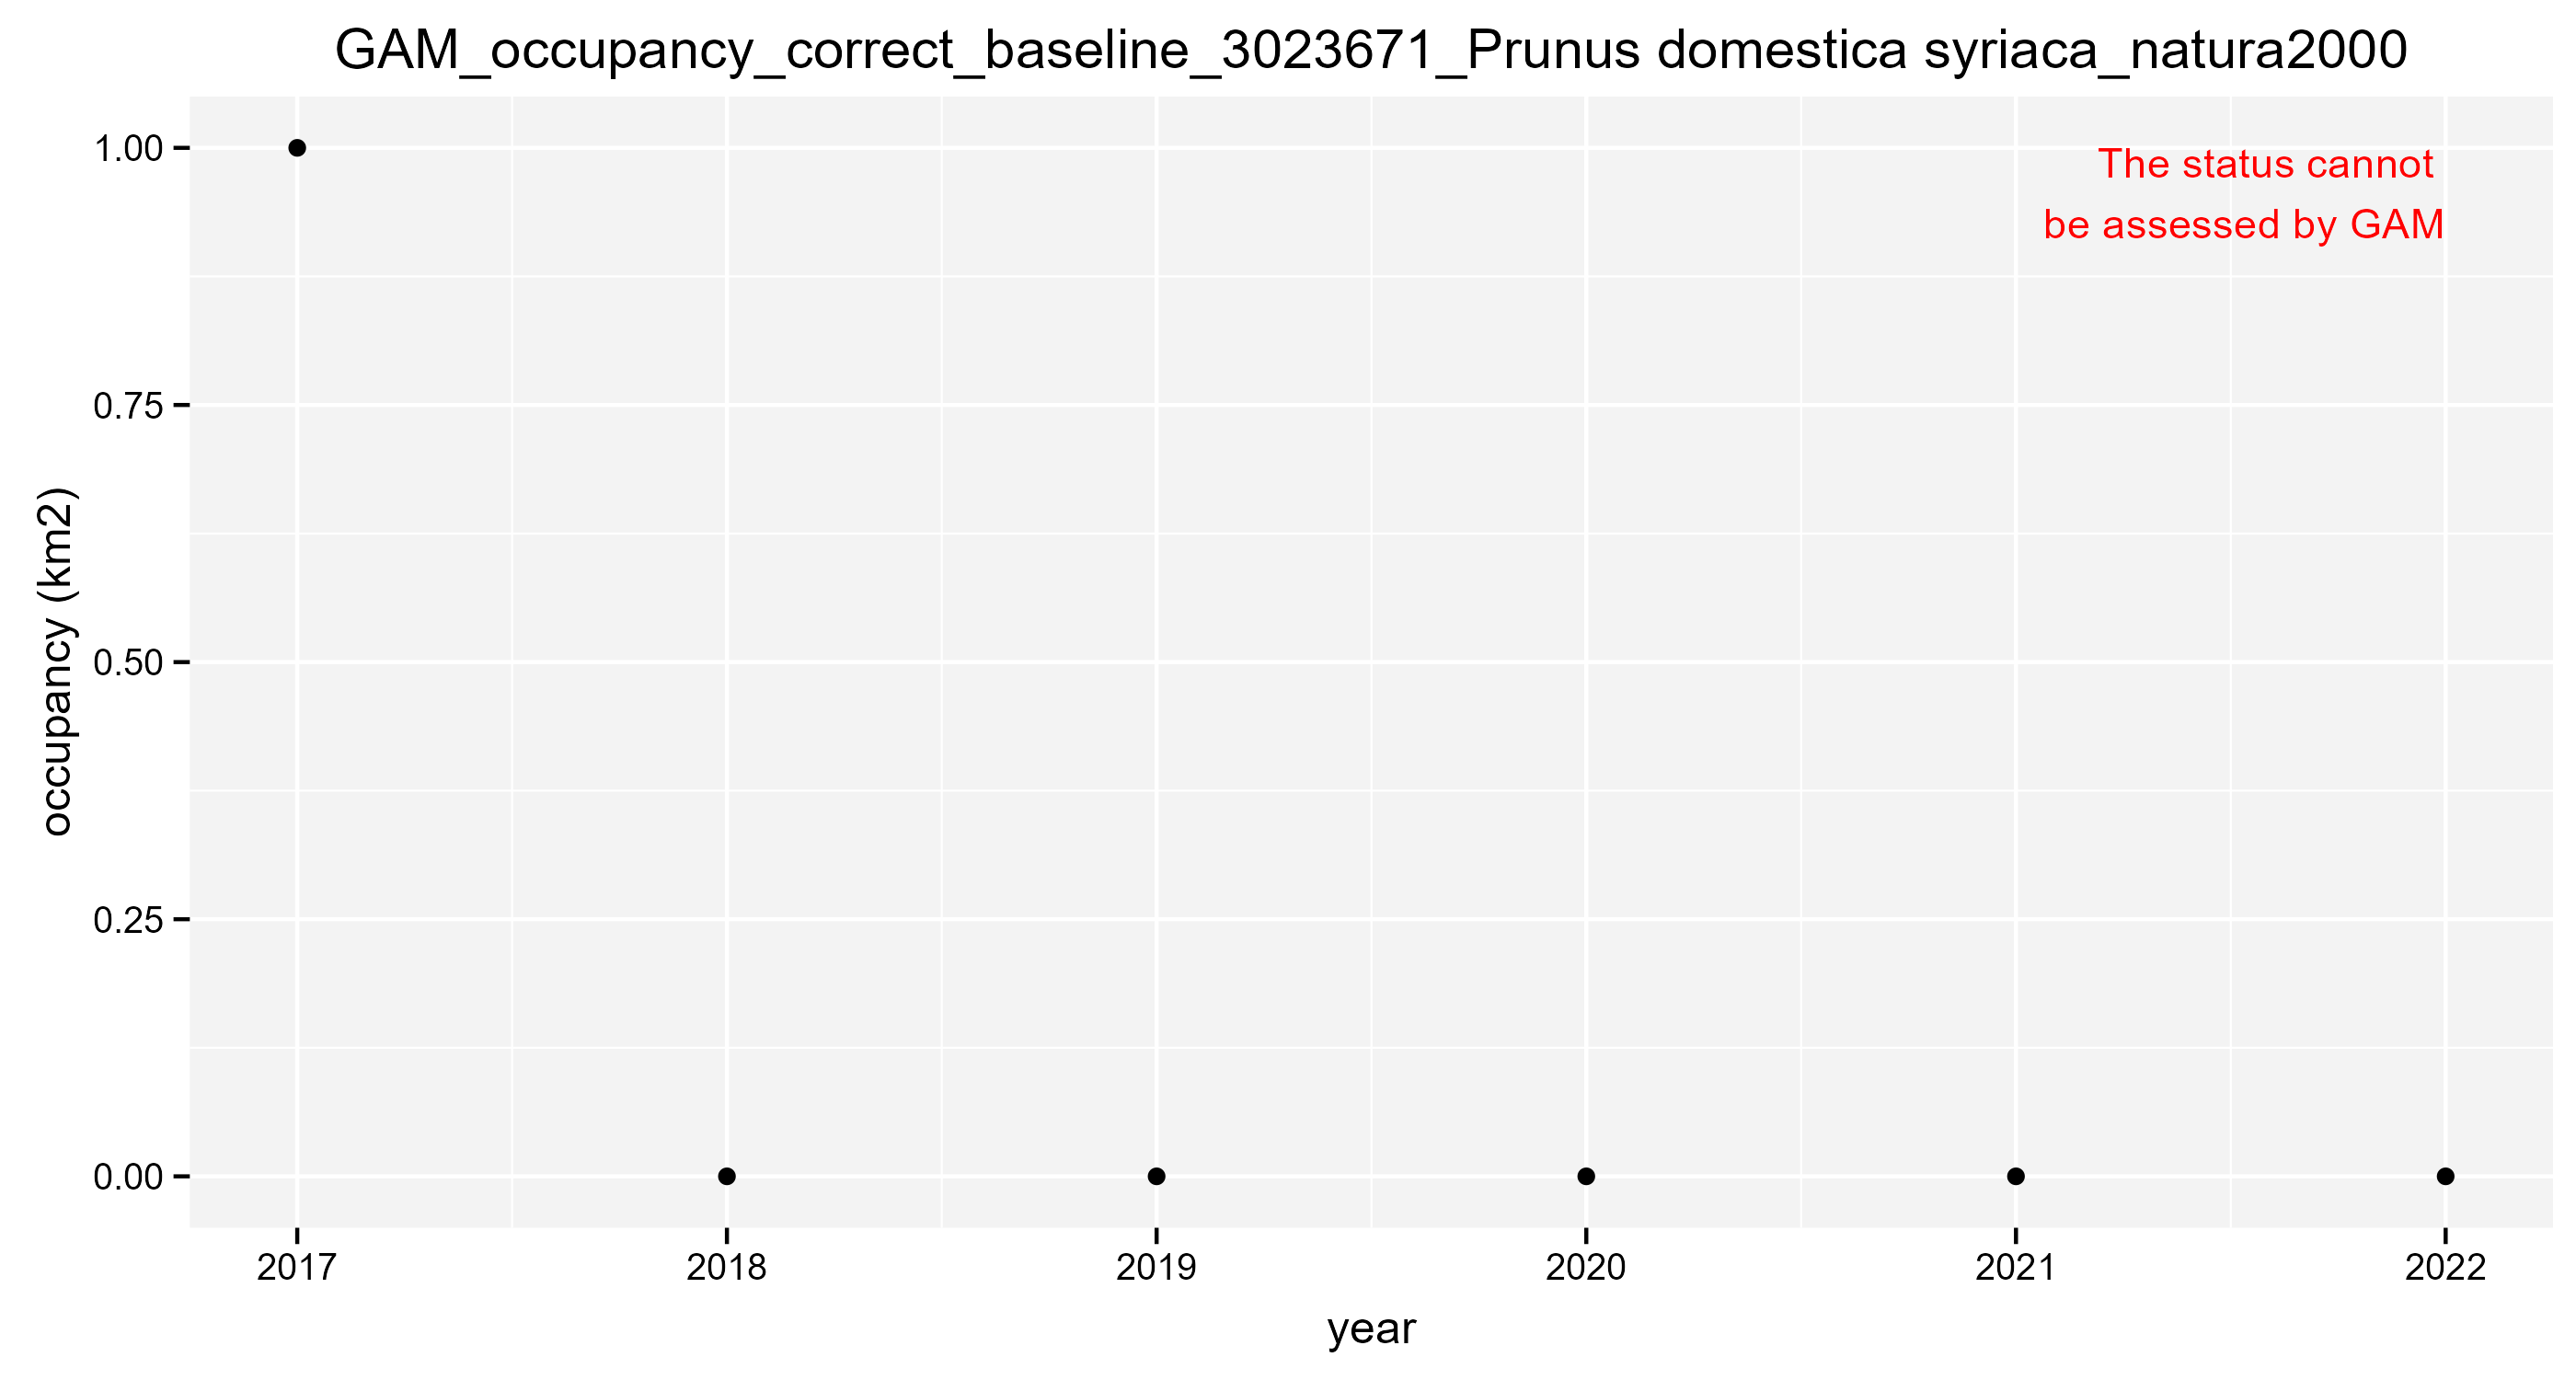 GAM_occupancy_correct_baseline_3023671_Prunus domestica syriaca_natura2000
The status cannot
be assessed by GAM
occupancy (km2)
1.00
0.75
0.50
0.25
0.00
2017
2018
2019
2020
2021
2022
year